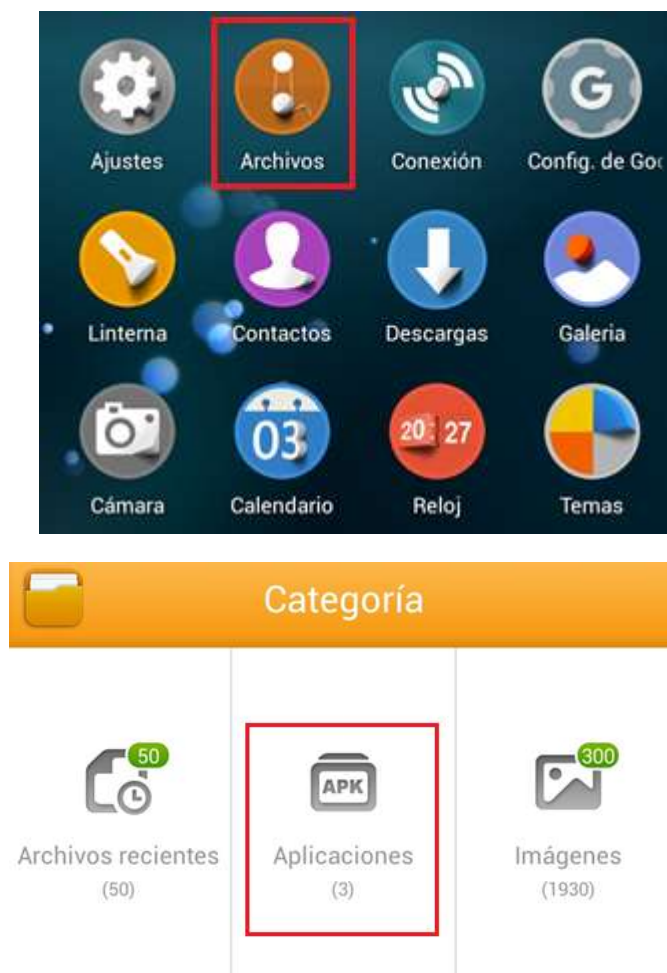 Ajustes
Archivos
Conexión
Config. de Goo
G
Linterna
Contactos
Descargas
Galeria
03
20: 27
Cámara
Calendario
Reloj
Temas
Categoría
50
APK
300
Archivos recientes
Aplicaciones
Imágenes
(50)
(3)
(1930)